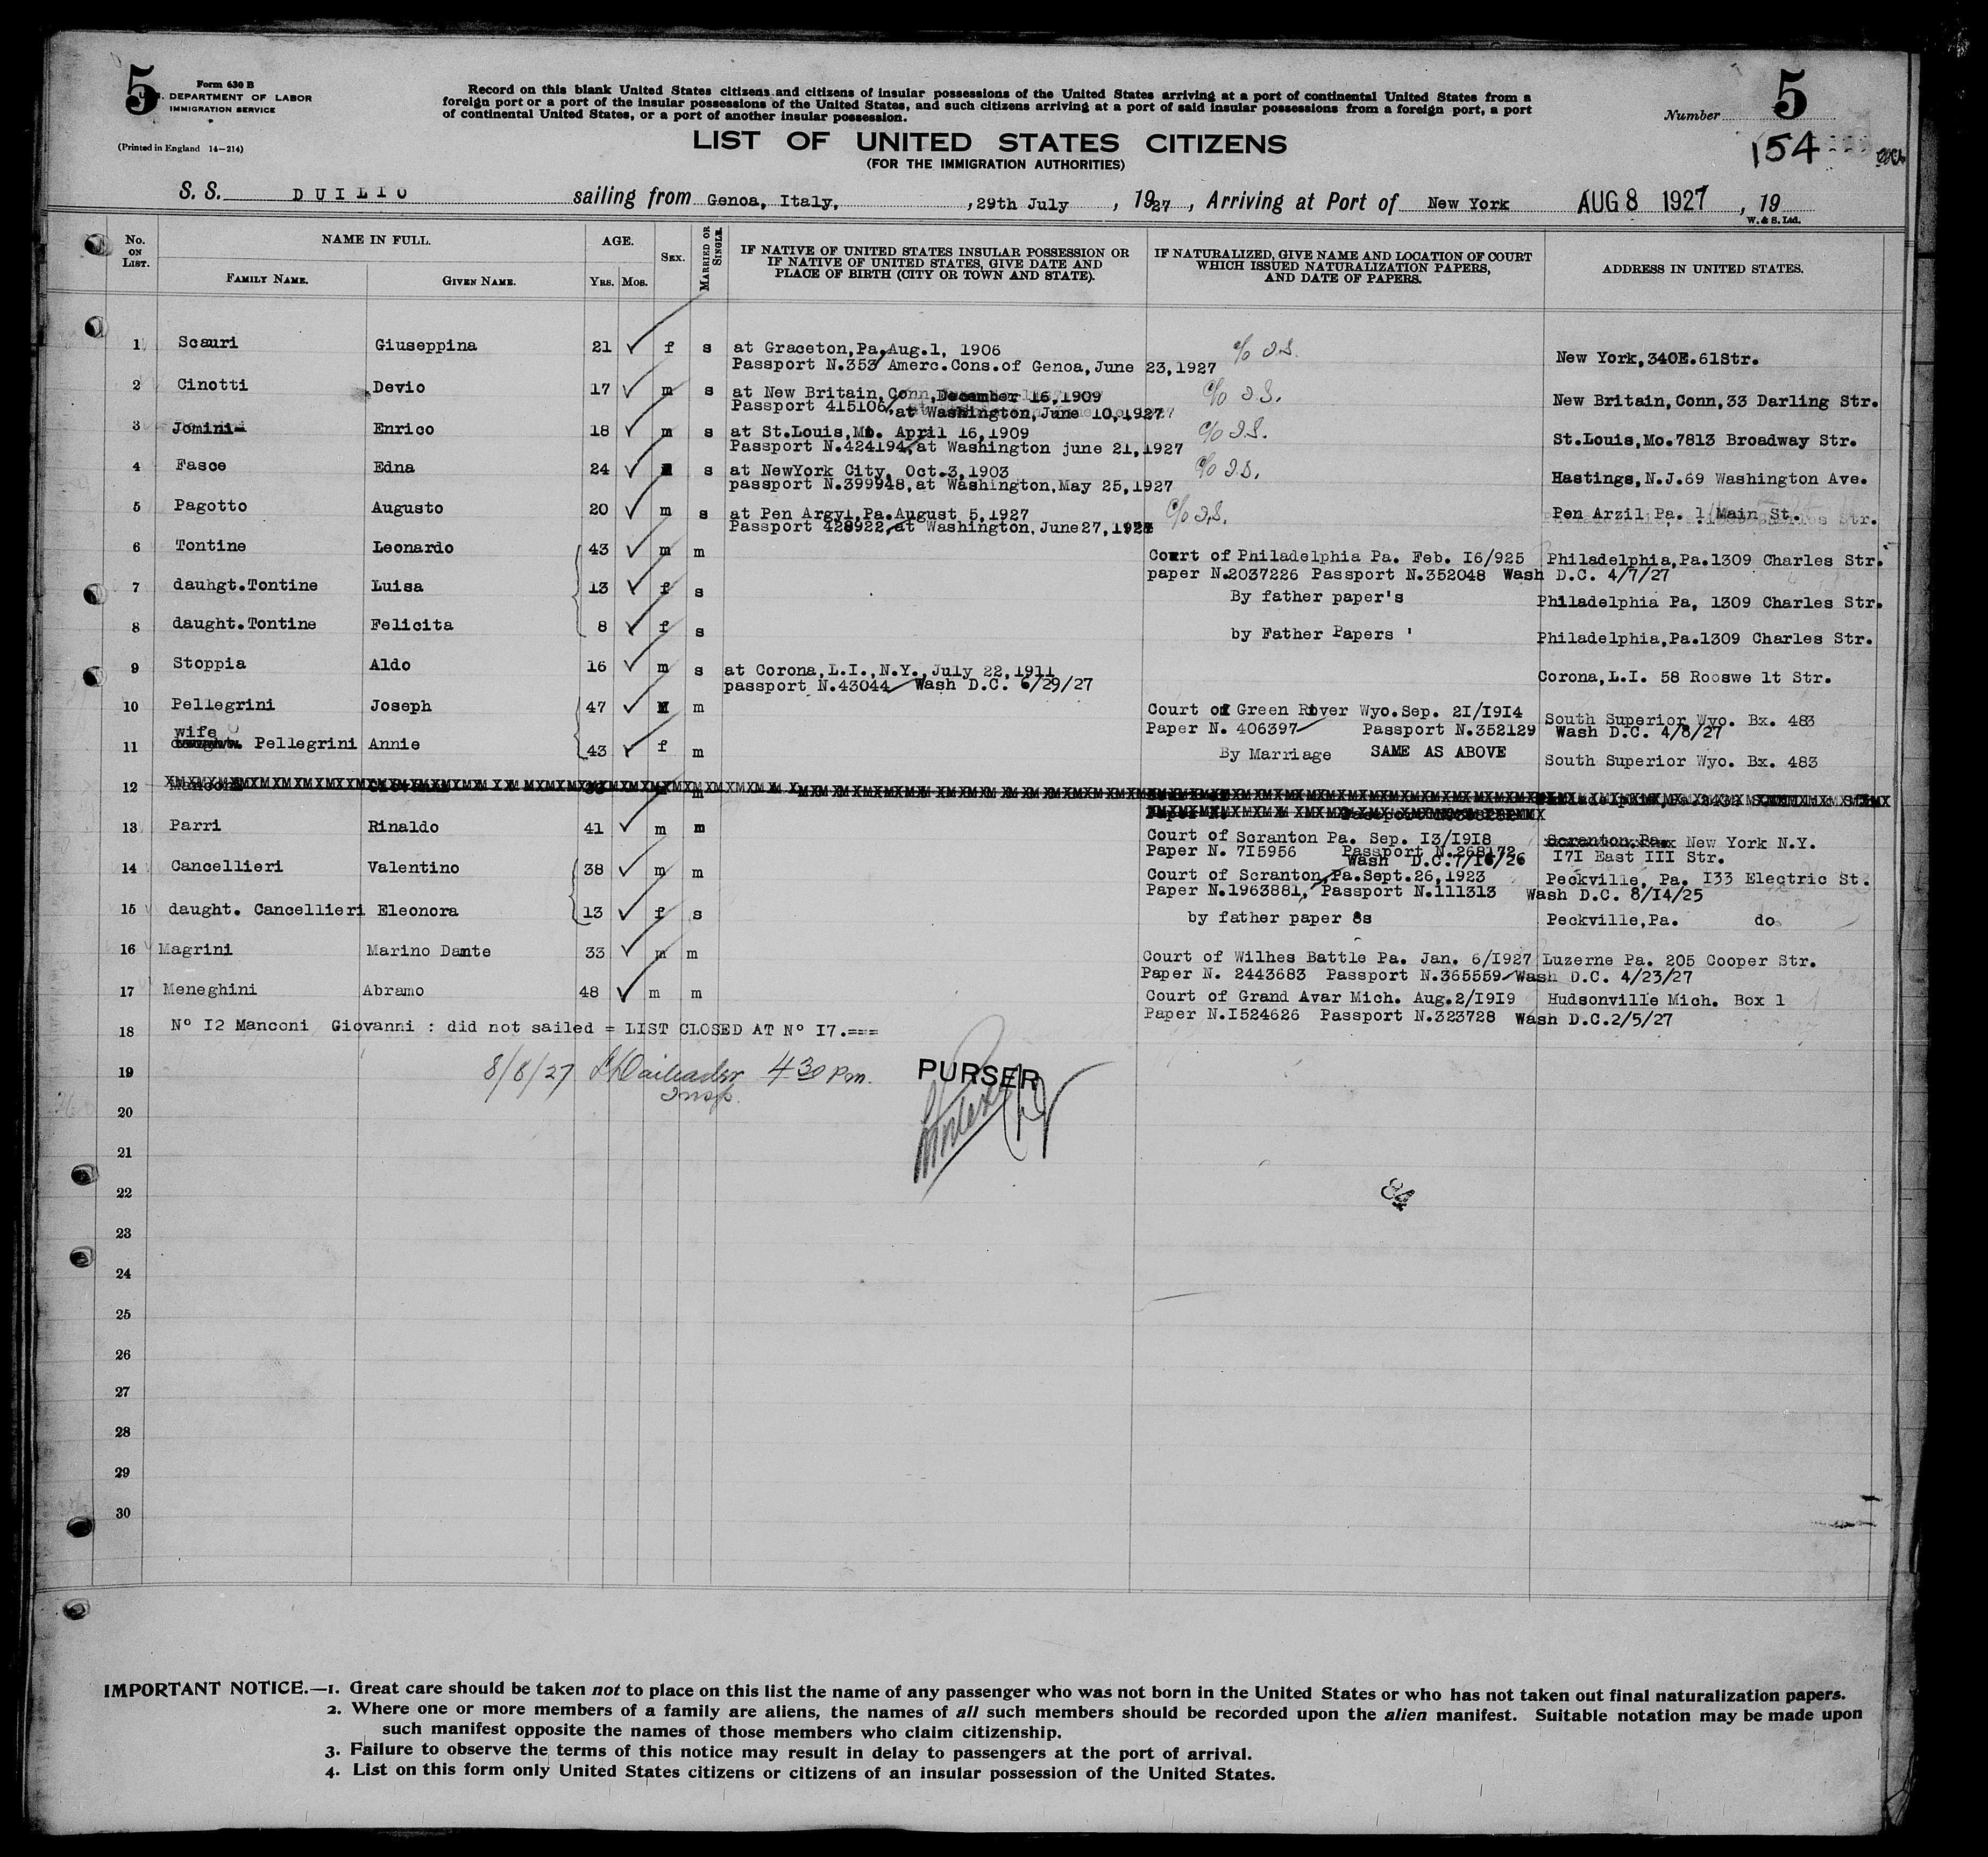 5
Form 630 B
U.S. DEPARTMENT OF LABOR
IMMIGRATION SERVICE
(Printed in England 14-214)
Record on this blank United States citizens and citizens of insular possessions of the United States arriving at a port of continental United States from a
foreign port or a port of the insular possessions of the United States, and such citizens arriving at a port of said insular possessions from a foreign port, a port
of continental United States, or a port of another insular possession.
LIST OF UNITED STATES CITIZENS
(FOR THE IMMIGRATION AUTHORITIES)
Number 5
154
S. S. DUILIO sailing from Genoa, Italy, ,29th July , 1927 , Arriving at Port of New York AUG 8 1927 , 19
W. & S. Ltd.
No. ON LIST. NAME IN FULL. AGE. SEX. MARRIED OR SINGLE. IF NATIVE OF UNITED STATES INSULAR POSSESSION OR IF NATIVE OF UNITED STATES, GIVE DATE AND PLACE OF BIRTH (CITY OR TOWN AND STATE). IF NATURALIZED, GIVE NAME AND LOCATION OF COURT WHICH ISSUED NATURALIZATION PAPERS, AND DATE OF PAPERS. ADDRESS IN UNITED STATES.
FAMILY NAME. GIVEN NAME. YRS. MOS.
1 Scauri Giuseppina 21 f s at Graceton,Pa,Aug.1, 1906 c/o I.S. New York,340E.61Str.
Passport N.353 Amerc.Cons.of Genoa,June 23,1927
2 Cinotti Devio 17 m s at New Britain,Conn,December 16,1909 c/o I.S. New Britain,Conn,33 Darling Str.
Passport 415106, at Washington,June 10,1927
3 Jomini Enrico 18 m s at St.Louis,Mo. April 16,1909 c/o I.S. St.Louis,Mo.7813 Broadway Str.
Passport N.424194,at Washington june 21,1927
4 Fasce Edna 24 s at NewYork City, Oct.3,1903 c/o I.S. Hastings,N.J.69 Washington Ave.
passport N.399948,at Washington,May 25,1927
5 Pagotto Augusto 20 m s at Pen Argyl,Pa.August 5,1927 c/o I.S. Pen Arzil Pa. 1 Main St.
Passport 428922,at Washington,June27,1927
6 Tontine Leonardo 43 m m Court of Philadelphia Pa. Feb. I6/925 Philadelphia,Pa.1309 Charles Str.
paper N.2037226 Passport N.352048 Wash D.C. 4/7/27
7 dauhgt.Tontine Luisa 13 f s By father paper's Philadelphia Pa, 1309 Charles Str.
8 daught.Tontine Felicita 8 f s by Father Papers ' Philadelphia,Pa.1309 Charles Str.
9 Stoppia Aldo 16 m s at Corona,L.I.,N.Y.,July 22,1911 Corona,L.I. 58 Rooswe lt Str.
passport N.43044 Wash D.C. 6/29/27
10 Pellegrini Joseph 47 M m Court of Green River Wyo.Sep. 2I/I9I4 South Superior Wyo. Bx. 483
Paper N. 406397 Passport N.352129 Wash D.C. 4/8/27
11 wife Pellegrini Annie 43 f m By Marriage SAME AS ABOVE South Superior Wyo. Bx. 483
12
13 Parri Rinaldo 41 m m Court of Scranton Pa. Sep. I3/I9I8 Scranton,Pa. New York N.Y.
Paper N. 7I5956 Passport N.268172 I7I East III Str.
Wash D.C.7/16/26
14 Cancellieri Valentino 38 m m Court of Scranton,Pa.Sept.26,1923 Peckville, Pa. I33 Electric St.
Paper N.1963881, Passport N.111313 Wash D.C. 8/14/25
15 daught. Cancellieri Eleonora 13 f s by father paper 8s Peckville,Pa. do
16 Magrini Marino Dante 33 m m Court of Wilhes Battle Pa. Jan. 6/I927 Luzerne Pa. 205 Cooper Str.
Paper N. 2443683 Passport N.365559 Wash D.C. 4/23/27
17 Meneghini Abramo 48 m m Court of Grand Avar Mich. Aug.2/I9I9 Hudsonville Mich. Box 1
Paper N.I524626 Passport N.323728 Wash D.C.2/5/27
18 Nº I2 Manconi Giovanni : did not sailed = LIST CLOSED AT Nº I7.===
19 8/8/27 430 Pm. PURSER
Insp.
20
21
22
84
23
24
25
26
27
28
29
30
IMPORTANT NOTICE.—1. Great care should be taken not to place on this list the name of any passenger who was not born in the United States or who has not taken out final naturalization papers.
2. Where one or more members of a family are aliens, the names of all such members should be recorded upon the alien manifest. Suitable notation may be made upon
such manifest opposite the names of those members who claim citizenship.
3. Failure to observe the terms of this notice may result in delay to passengers at the port of arrival.
4. List on this form only United States citizens or citizens of an insular possession of the United States.